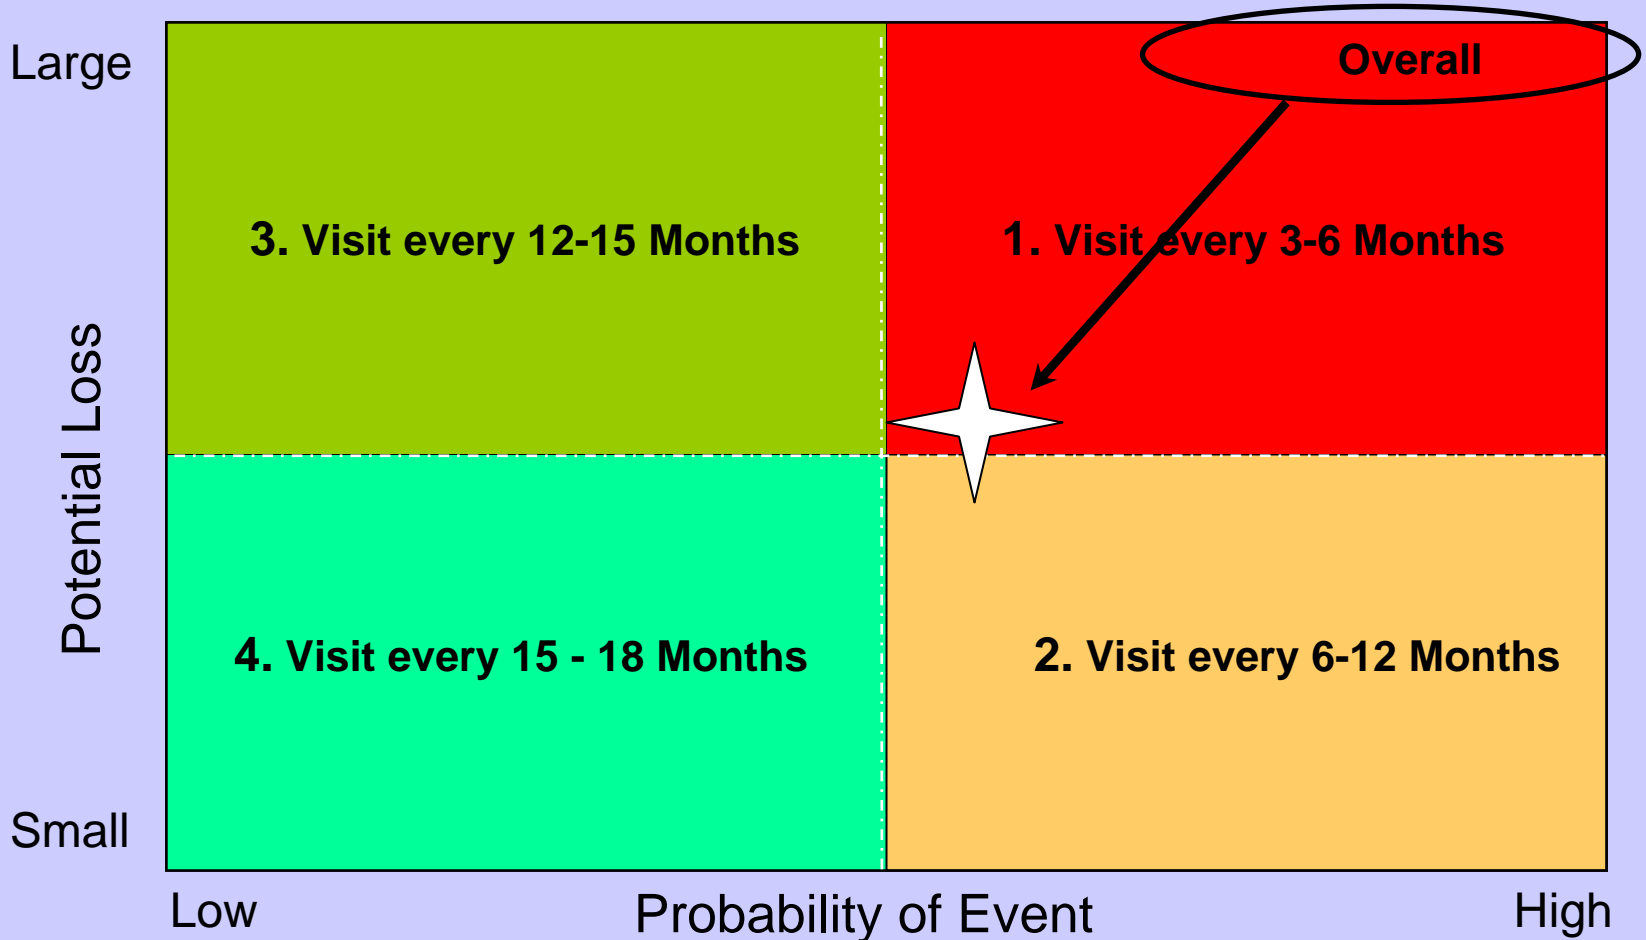 Large
Overall
3. Visit every 12-15 Months
1. Visit every 3-6 Months
Potential Loss
4. Visit every 15 - 18 Months
2. Visit every 6-12 Months
Small
Low
Probability of Event
High